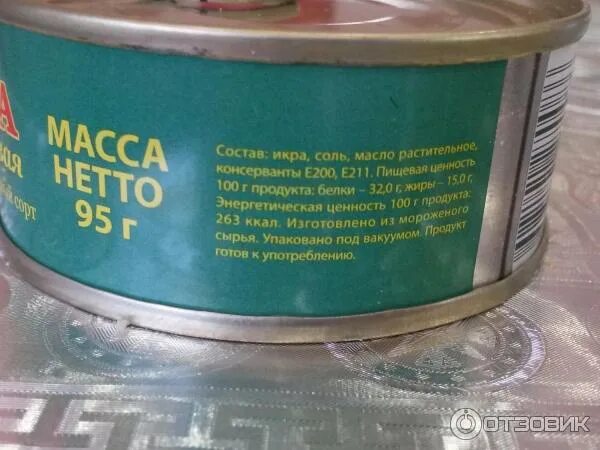 А
ая
ый сорт
МАССА
НЕТТО
95 г
Состав: икра, соль, масло растительное,
консерванты Е200, Е211. Пищевая ценность
100 г продукта: белки – 32,0 г, жиры – 15,0 г,
Энергетическая ценность 100 г продукта:
263 ккал. Изготовлено из мороженого
сырья. Упаковано под вакуумом. Продукт
готов к употреблению.
ОТЗОВИК